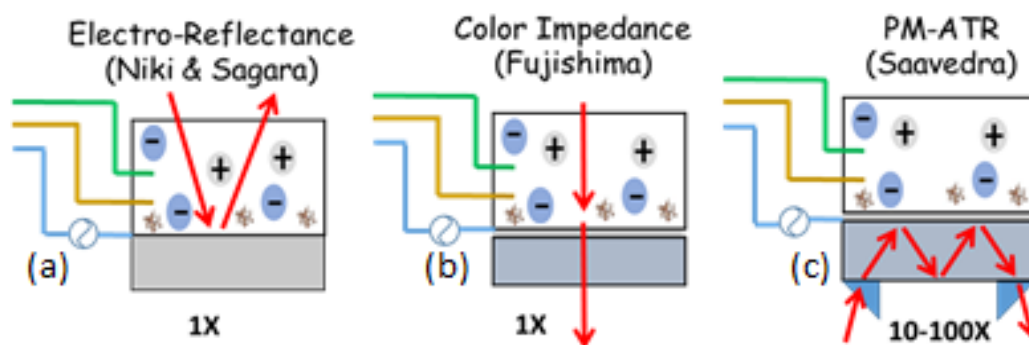 Electro-Reflectance
(Niki & Sagara)
Color Impedance
(Fujishima)
PM-ATR
(Saavedra)
- + + - -
- + + - -
- + + - -
(a)
(b)
(c)
1X
1X
10-100X